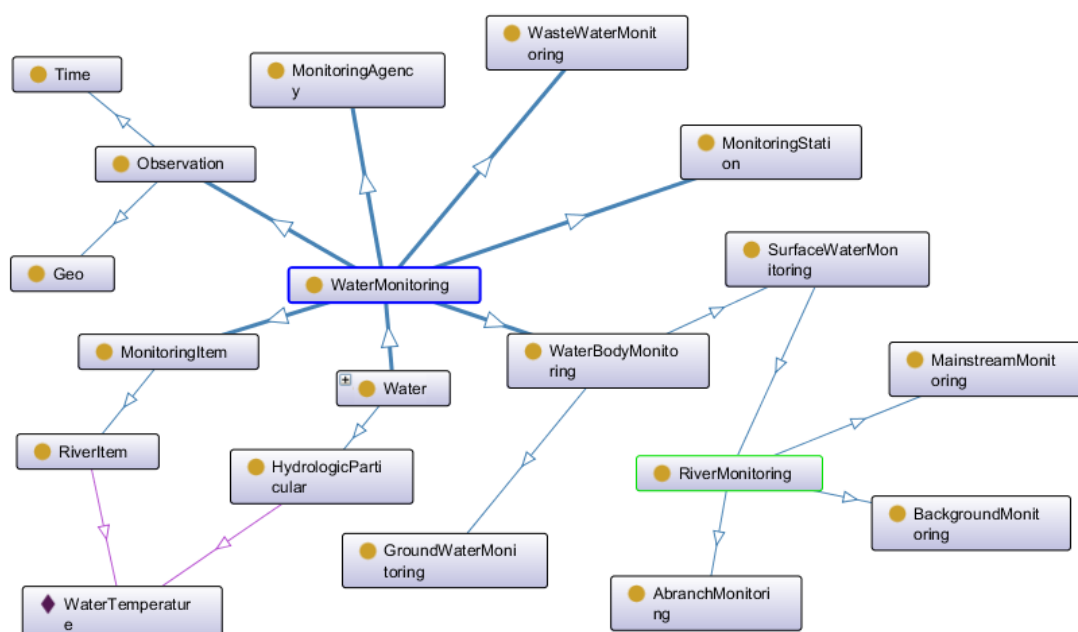 WasteWaterMonit
oring
MonitoringAgenc
y
Time
MonitoringStati
on
Observation
SurfaceWaterMon
itoring
Geo
WaterMonitoring
MonitoringItem
WaterBodyMonito
ring
MainstreamMonit
oring
Water
RiverItem
HydrologicParti
cular
RiverMonitoring
BackgroundMonit
oring
GroundWaterMoni
toring
WaterTemperatur
e
AbranchMonitori
ng